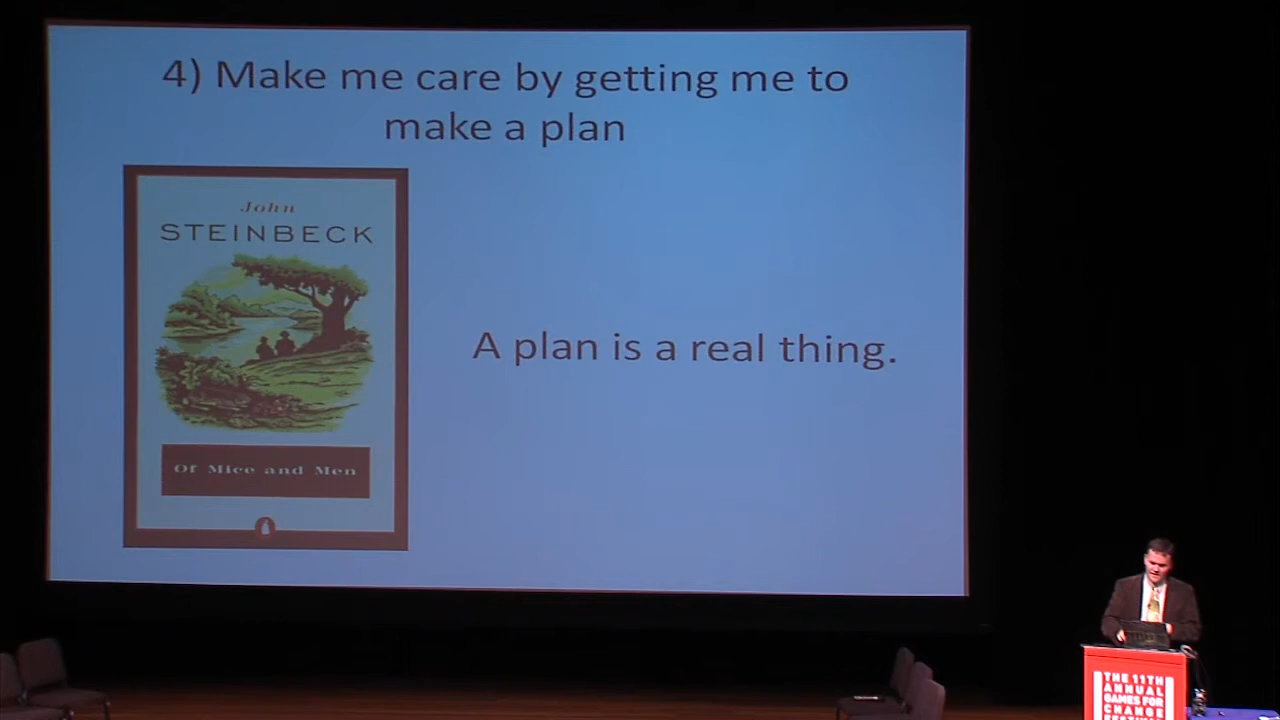 4) Make me care by getting me to
make a plan
John
STEINBECK
Of Mice and Men
A plan is a real thing.
THE 11TH
ANNUAL
GAMES FOR
CHANGE